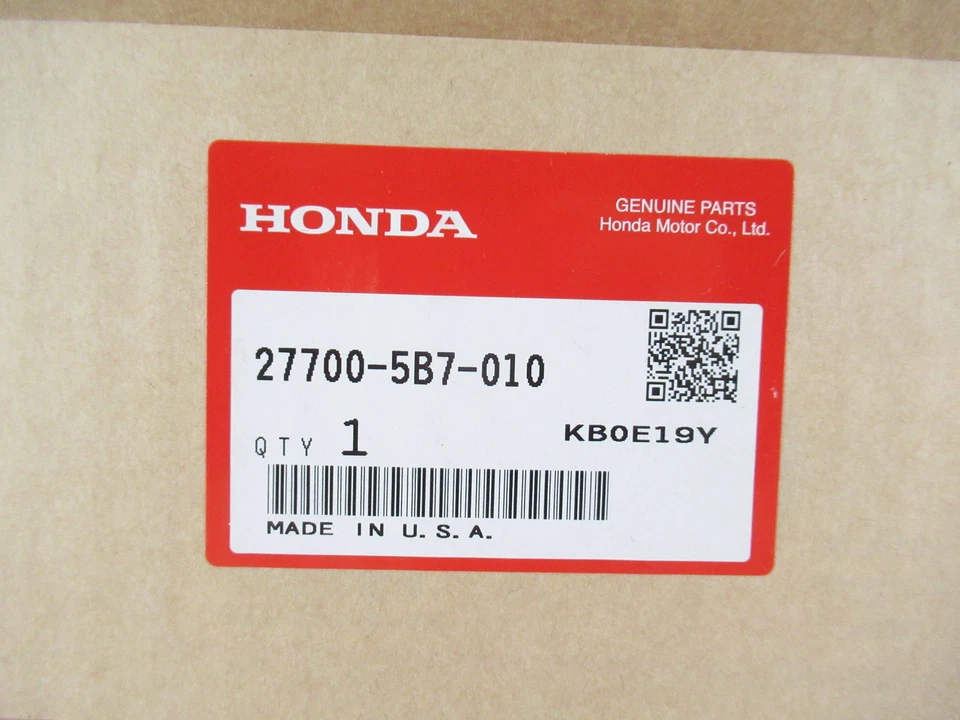 HONDA
GENUINE PARTS
Honda Motor Co., Ltd.
27700-5B7-010
QTY 1
KB0E19Y
MADE IN U.S.A.